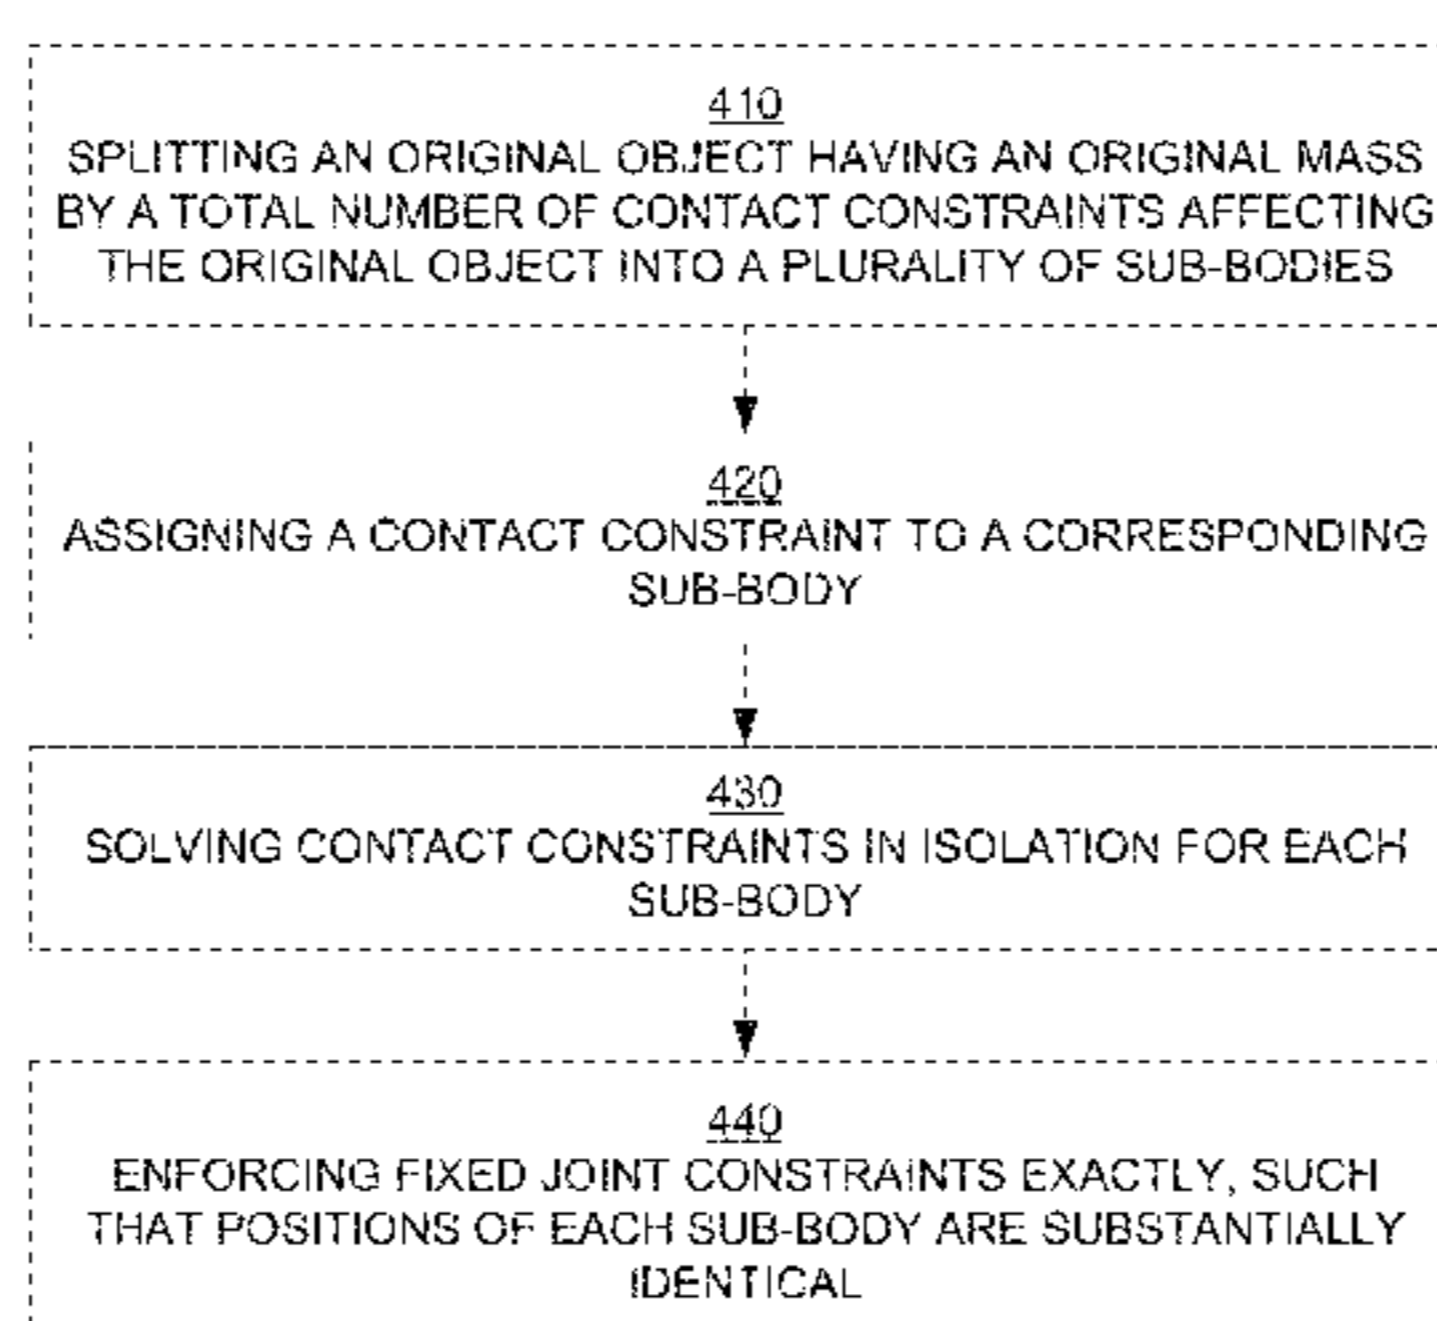 410
SPLITTING AN ORIGINAL OBJECT HAVING AN ORIGINAL MASS
BY A TOTAL NUMBER OF CONTACT CONSTRAINTS AFFECTING
THE ORIGINAL OBJECT INTO A PLURALITY OF SUB-BODIES
420
ASSIGNING A CONTACT CONSTRAINT TO A CORRESPONDING
SUB-BODY
430
SOLVING CONTACT CONSTRAINTS IN ISOLATION FOR EACH
SUB-BODY
440
ENFORCING FIXED JOINT CONSTRAINTS EXACTLY, SUCH
THAT POSITIONS OF EACH SUB-BODY ARE SUBSTANTIALLY
IDENTICAL